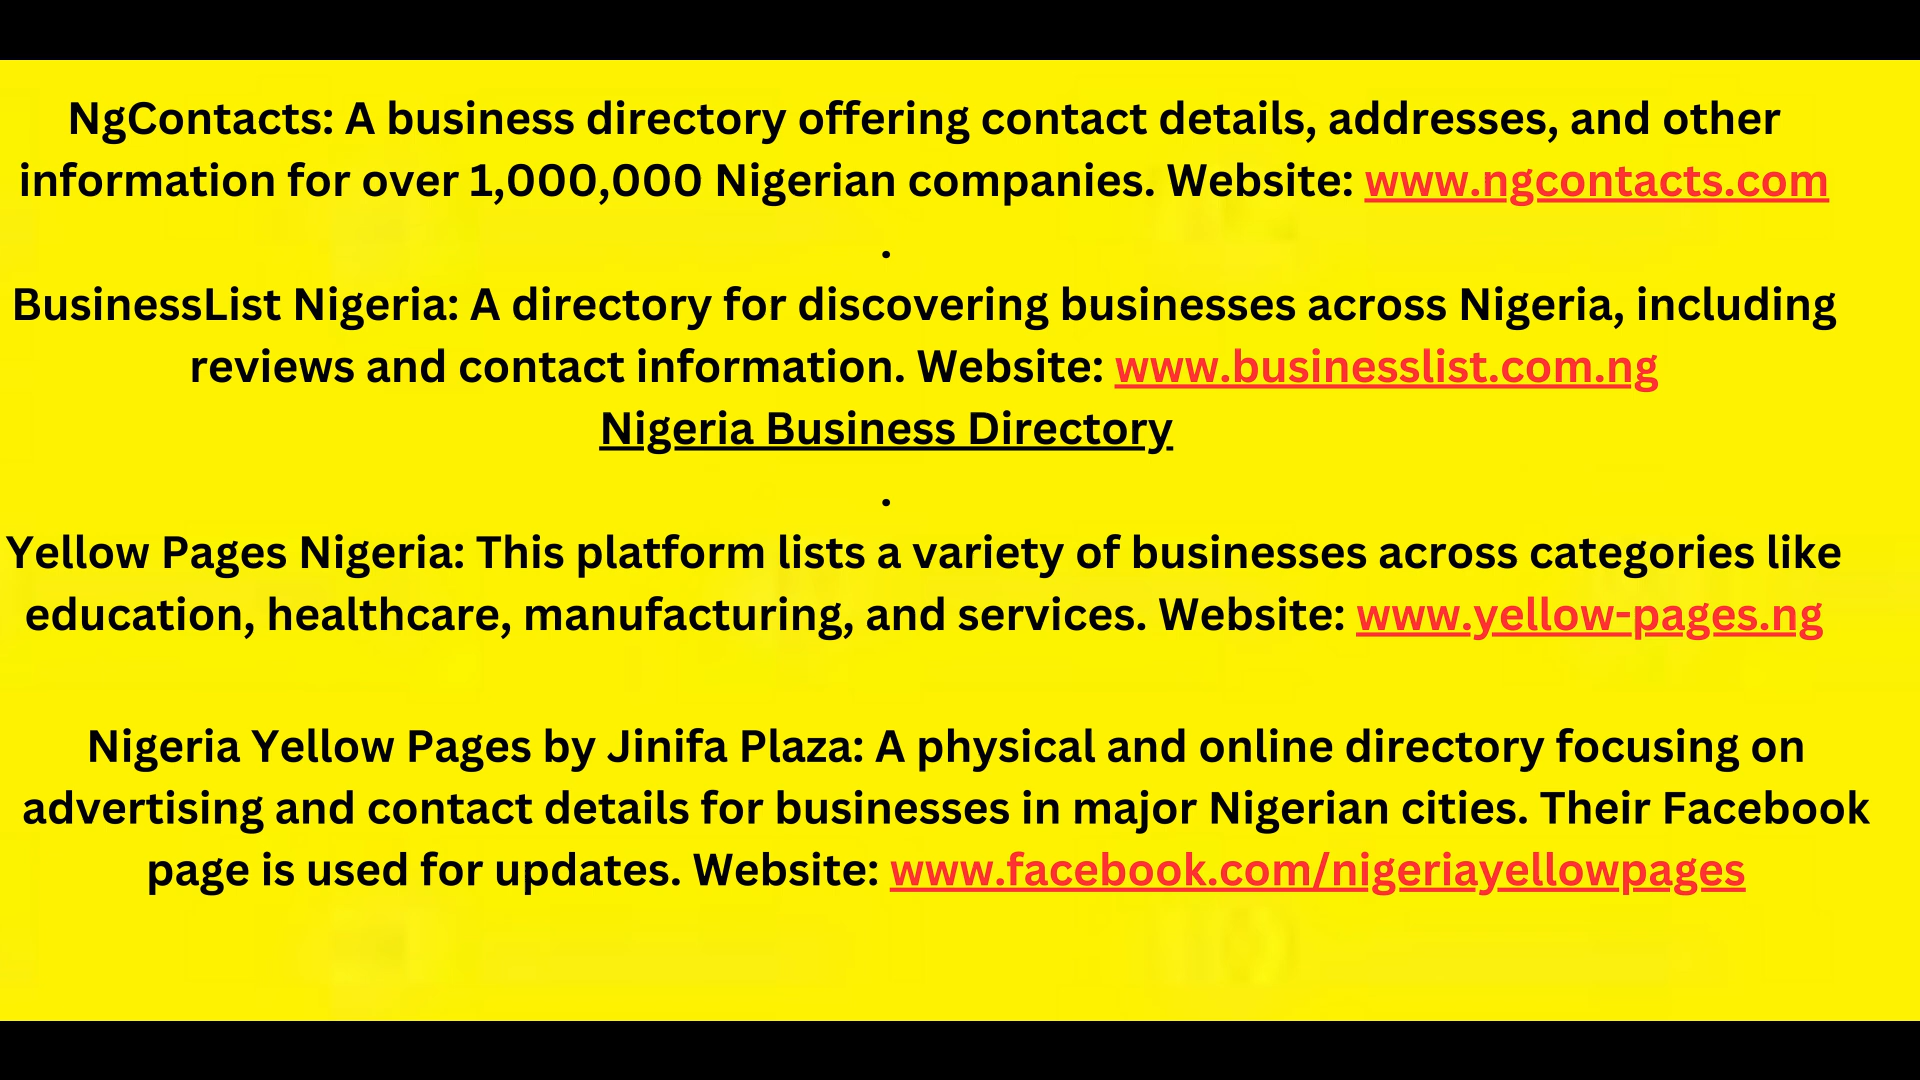 NgContacts: A business directory offering contact details, addresses, and other
information for over 1,000,000 Nigerian companies. Website: www.ngcontacts.com
.
BusinessList Nigeria: A directory for discovering businesses across Nigeria, including
reviews and contact information. Website: www.businesslist.com.ng
Nigeria Business Directory
.
Yellow Pages Nigeria: This platform lists a variety of businesses across categories like
education, healthcare, manufacturing, and services. Website: www.yellow-pages.ng
Nigeria Yellow Pages by Jinifa Plaza: A physical and online directory focusing on
advertising and contact details for businesses in major Nigerian cities. Their Facebook
page is used for updates. Website: www.facebook.com/nigeriayellowpages